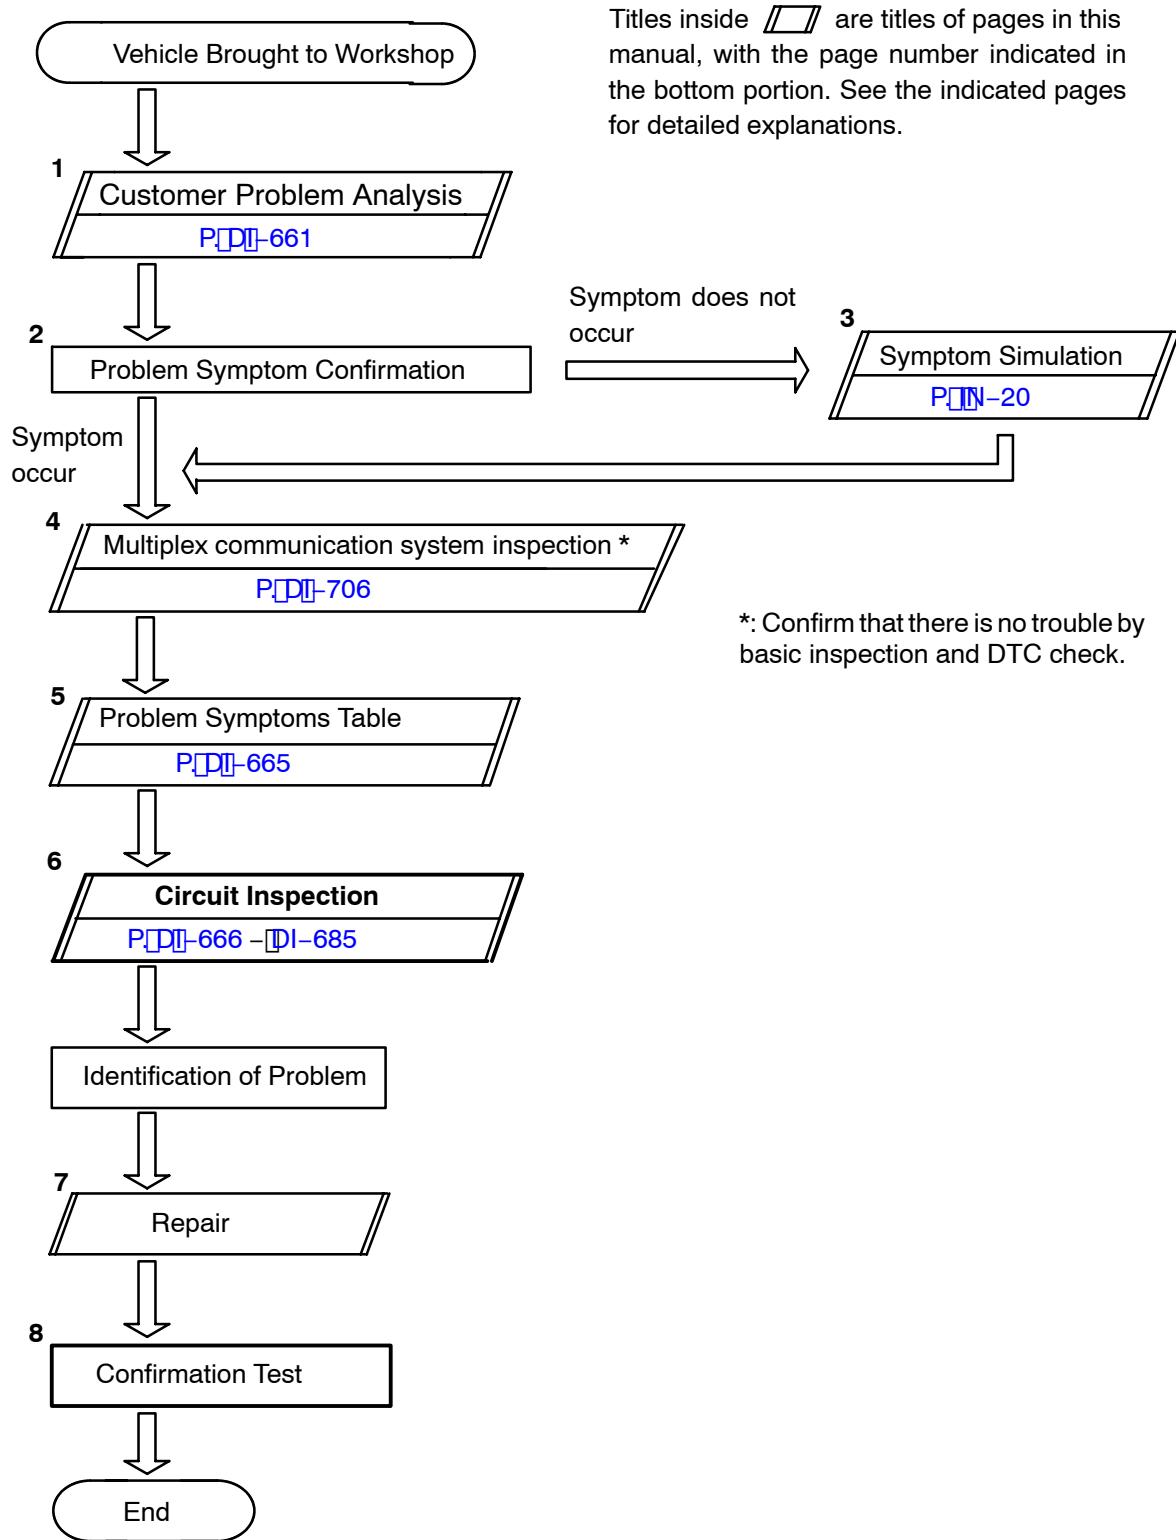 Vehicle Brought to Workshop
Titles inside are titles of pages in this
manual, with the page number indicated in
the bottom portion. See the indicated pages
for detailed explanations.
1
Customer Problem Analysis
P. DI–661
2
Problem Symptom Confirmation
Symptom does not
occur
3
Symptom Simulation
P. IN–20
Symptom
occur
4
Multiplex communication system inspection *
P. DI–706
*: Confirm that there is no trouble by
basic inspection and DTC check.
5
Problem Symptoms Table
P. DI–665
6
Circuit Inspection
P. DI–666 – DI–685
Identification of Problem
7
Repair
8
Confirmation Test
End